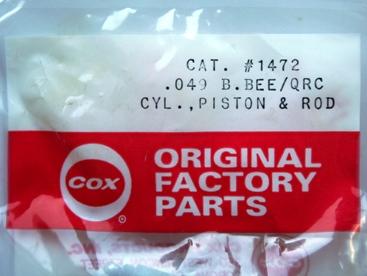 CAT. #1472
.049 B.BEE/QRC
CYL.,PISTON & ROD
COX
®
ORIGINAL
FACTORY
PARTS